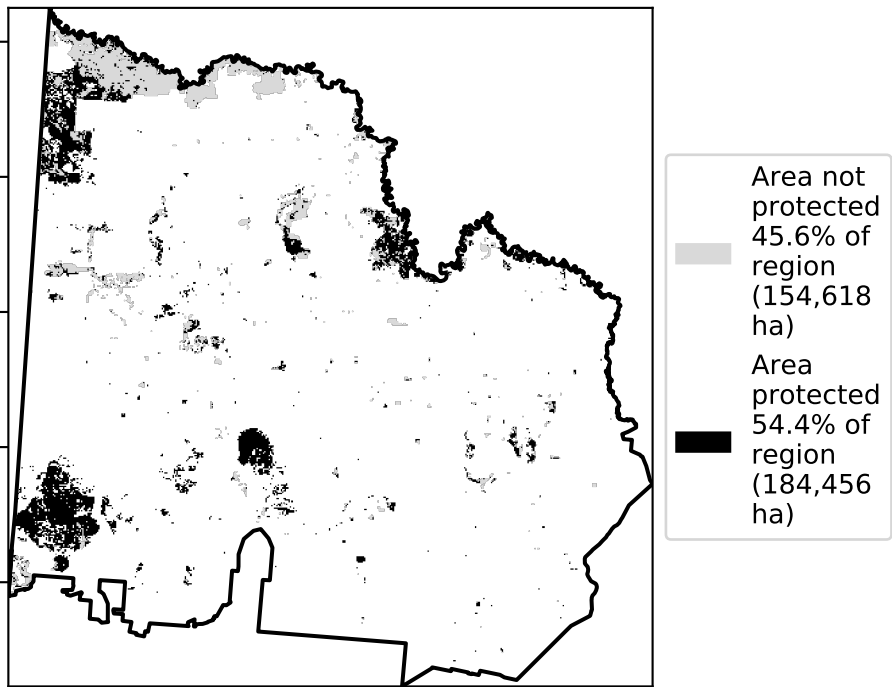 Area not
protected
45.6% of
region
(154,618
ha)
Area
protected
54.4% of
region
(184,456
ha)